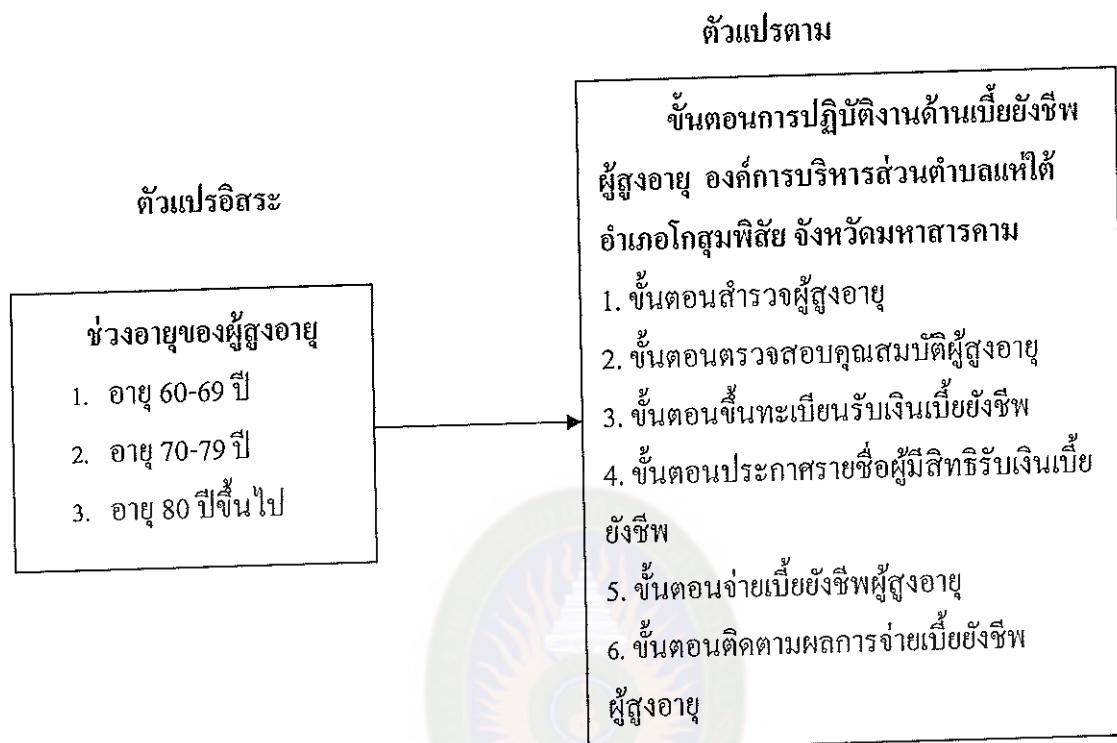 ตัวแปรตาม
ขั้นตอนการปฏิบัติงานด้านเบี้ยยังชีพ
ผู้สูงอายุ องค์การบริหารส่วนตำบลแห่ใต้
อำเภอโกสุมพิสัย จังหวัดมหาสารคาม
1. ขั้นตอนสำรวจผู้สูงอายุ
2. ขั้นตอนตรวจสอบคุณสมบัติผู้สูงอายุ
3. ขั้นตอนขึ้นทะเบียนรับเงินเบี้ยยังชีพ
4. ขั้นตอนประกาศรายชื่อผู้มีสิทธิรับเงินเบี้ย
ยังชีพ
5. ขั้นตอนจ่ายเบี้ยยังชีพผู้สูงอายุ
6. ขั้นตอนติดตามผลการจ่ายเบี้ยยังชีพ
ผู้สูงอายุ
ตัวแปรอิสระ
ช่วงอายุของผู้สูงอายุ
1. อายุ 60-69 ปี
2. อายุ 70-79 ปี
3. อายุ 80 ปีขึ้นไป